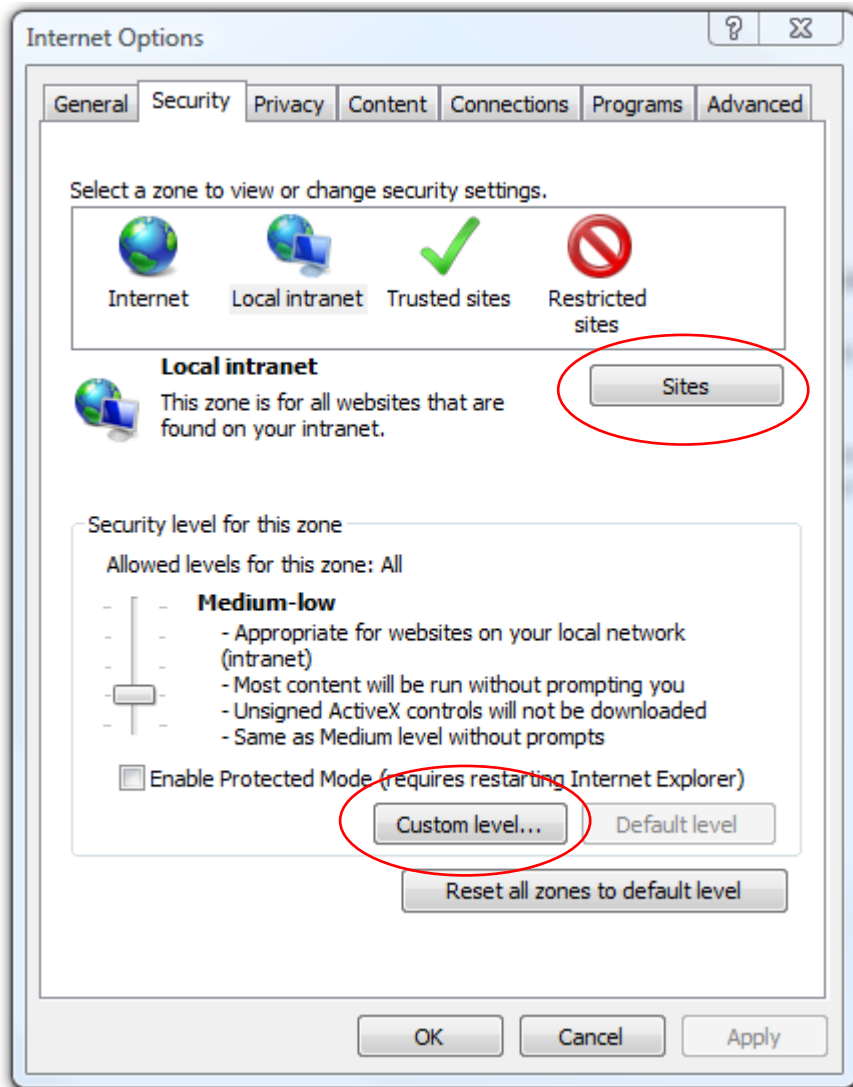 Internet Options
General Security Privacy Content Connections Programs Advanced
Select a zone to view or change security settings.
Internet Local intranet Trusted sites Restricted
sites
Local intranet
Sites
This zone is for all websites that are
found on your intranet.
Security level for this zone
Allowed levels for this zone: All
Medium-low
- Appropriate for websites on your local network
(intranet)
- Most content will be run without prompting you
- Unsigned ActiveX controls will not be downloaded
- Same as Medium level without prompts
Enable Protected Mode (requires restarting Internet Explorer)
Custom level... Default level
Reset all zones to default level
OK Cancel Apply